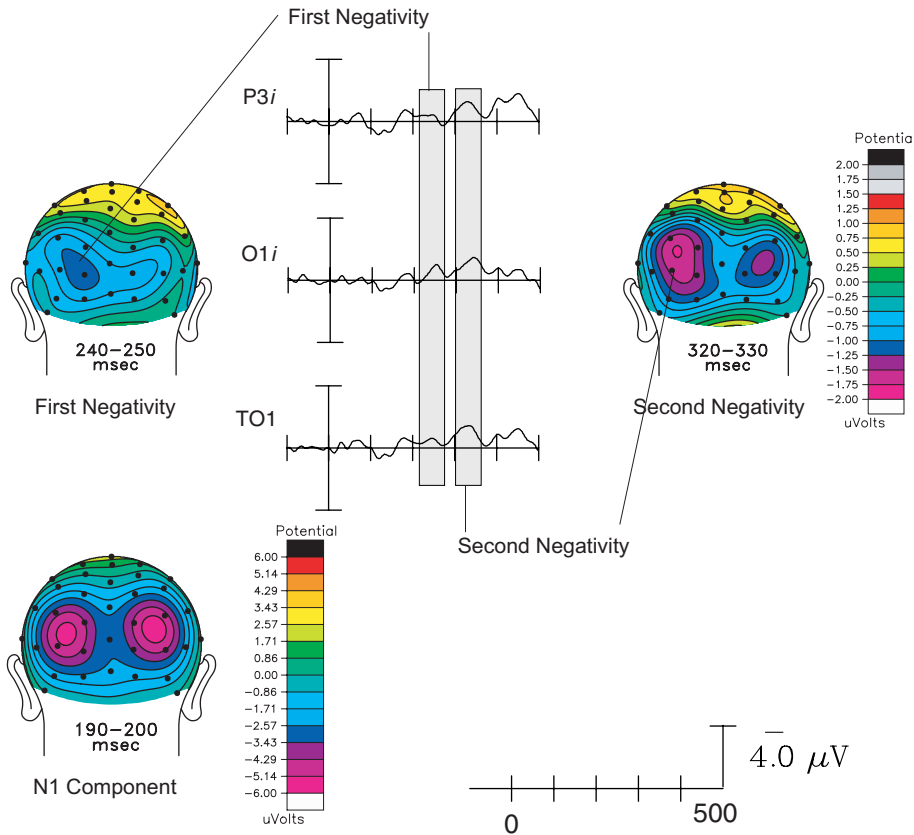 First Negativity
P3i
O1i
TO1
240–250
msec
First Negativity
Potential
6.00
5.14
4.29
3.43
2.57
1.71
0.86
0.00
−0.86
−1.71
−2.57
−3.43
−4.29
−5.14
−6.00
uVolts
190–200
msec
N1 Component
Second Negativity
320–330
msec
Second Negativity
Potential
2.00
1.75
1.50
1.25
1.00
0.75
0.50
0.25
0.00
−0.25
−0.50
−0.75
−1.00
−1.25
−1.50
−1.75
−2.00
uVolts
4.0 μV
0
500